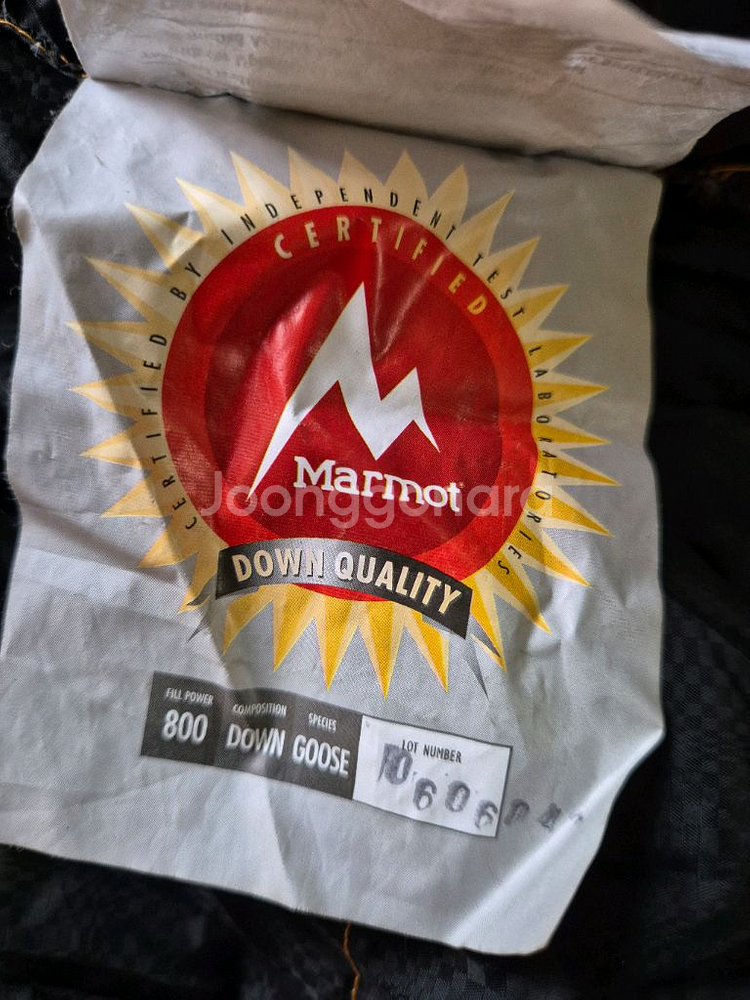 CERTIFIED BY INDEPENDENT TEST LABORATORIES
CERTIFIED
Marmot
Joonggonara
DOWN QUALITY
FILL POWER
800
COMPOSITION
DOWN
SPECIES
GOOSE
LOT NUMBER